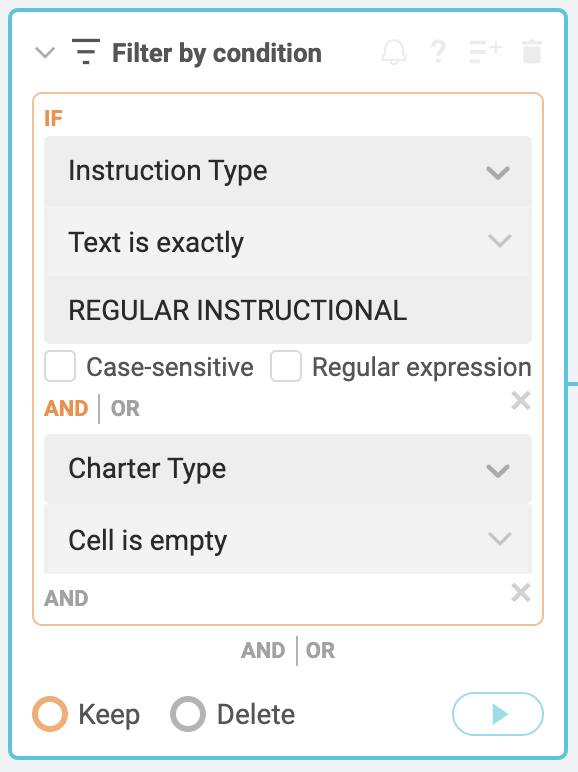 Filter by condition ?
IF
Instruction Type
Text is exactly
REGULAR INSTRUCTIONAL
Case-sensitive Regular expression
AND | OR
Charter Type
Cell is empty
AND
AND | OR
Keep Delete